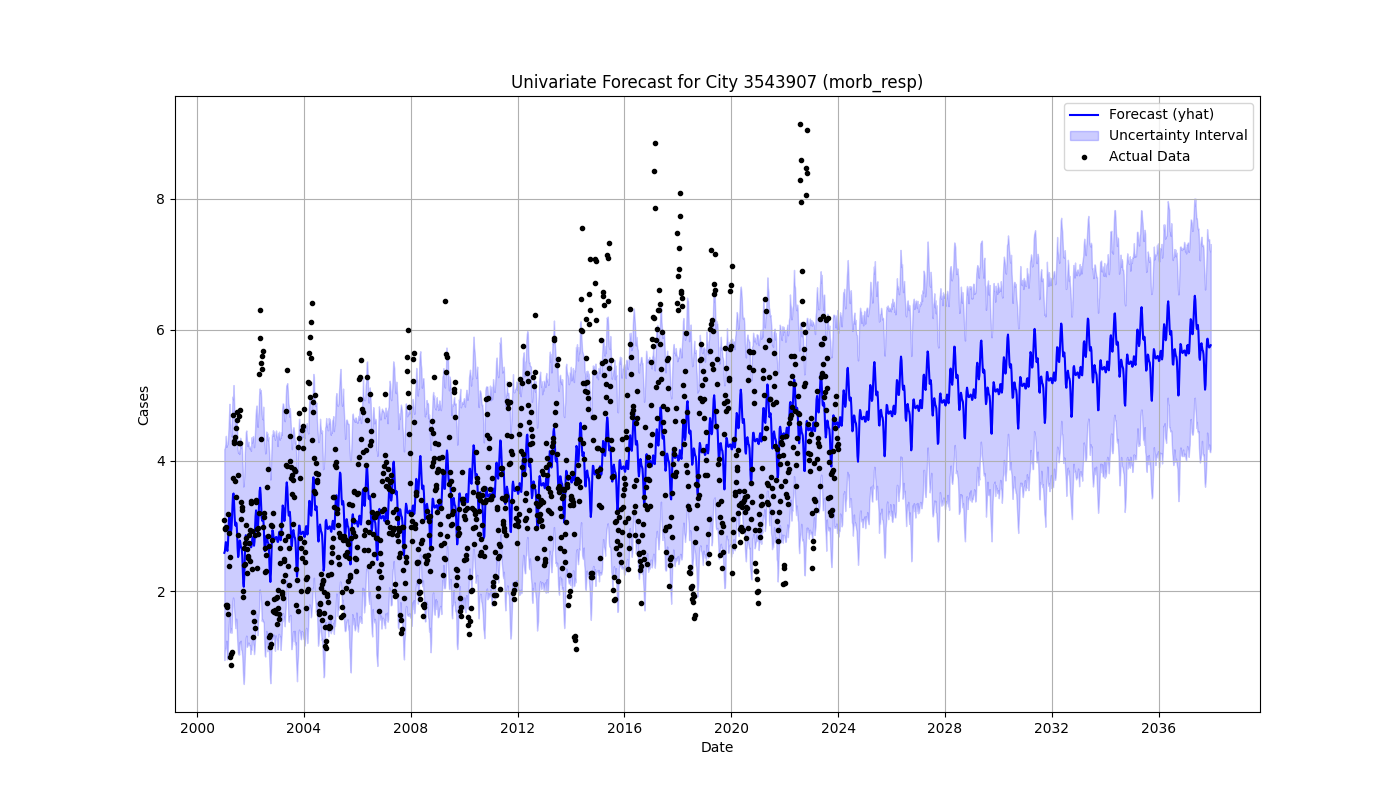 Univariate Forecast for City 3543907 (morb_resp)
Forecast (yhat)
Uncertainty Interval
Actual Data
Cases
8
6
4
2
2000 2004 2008 2012 2016 2020 2024 2028 2032 2036
Date